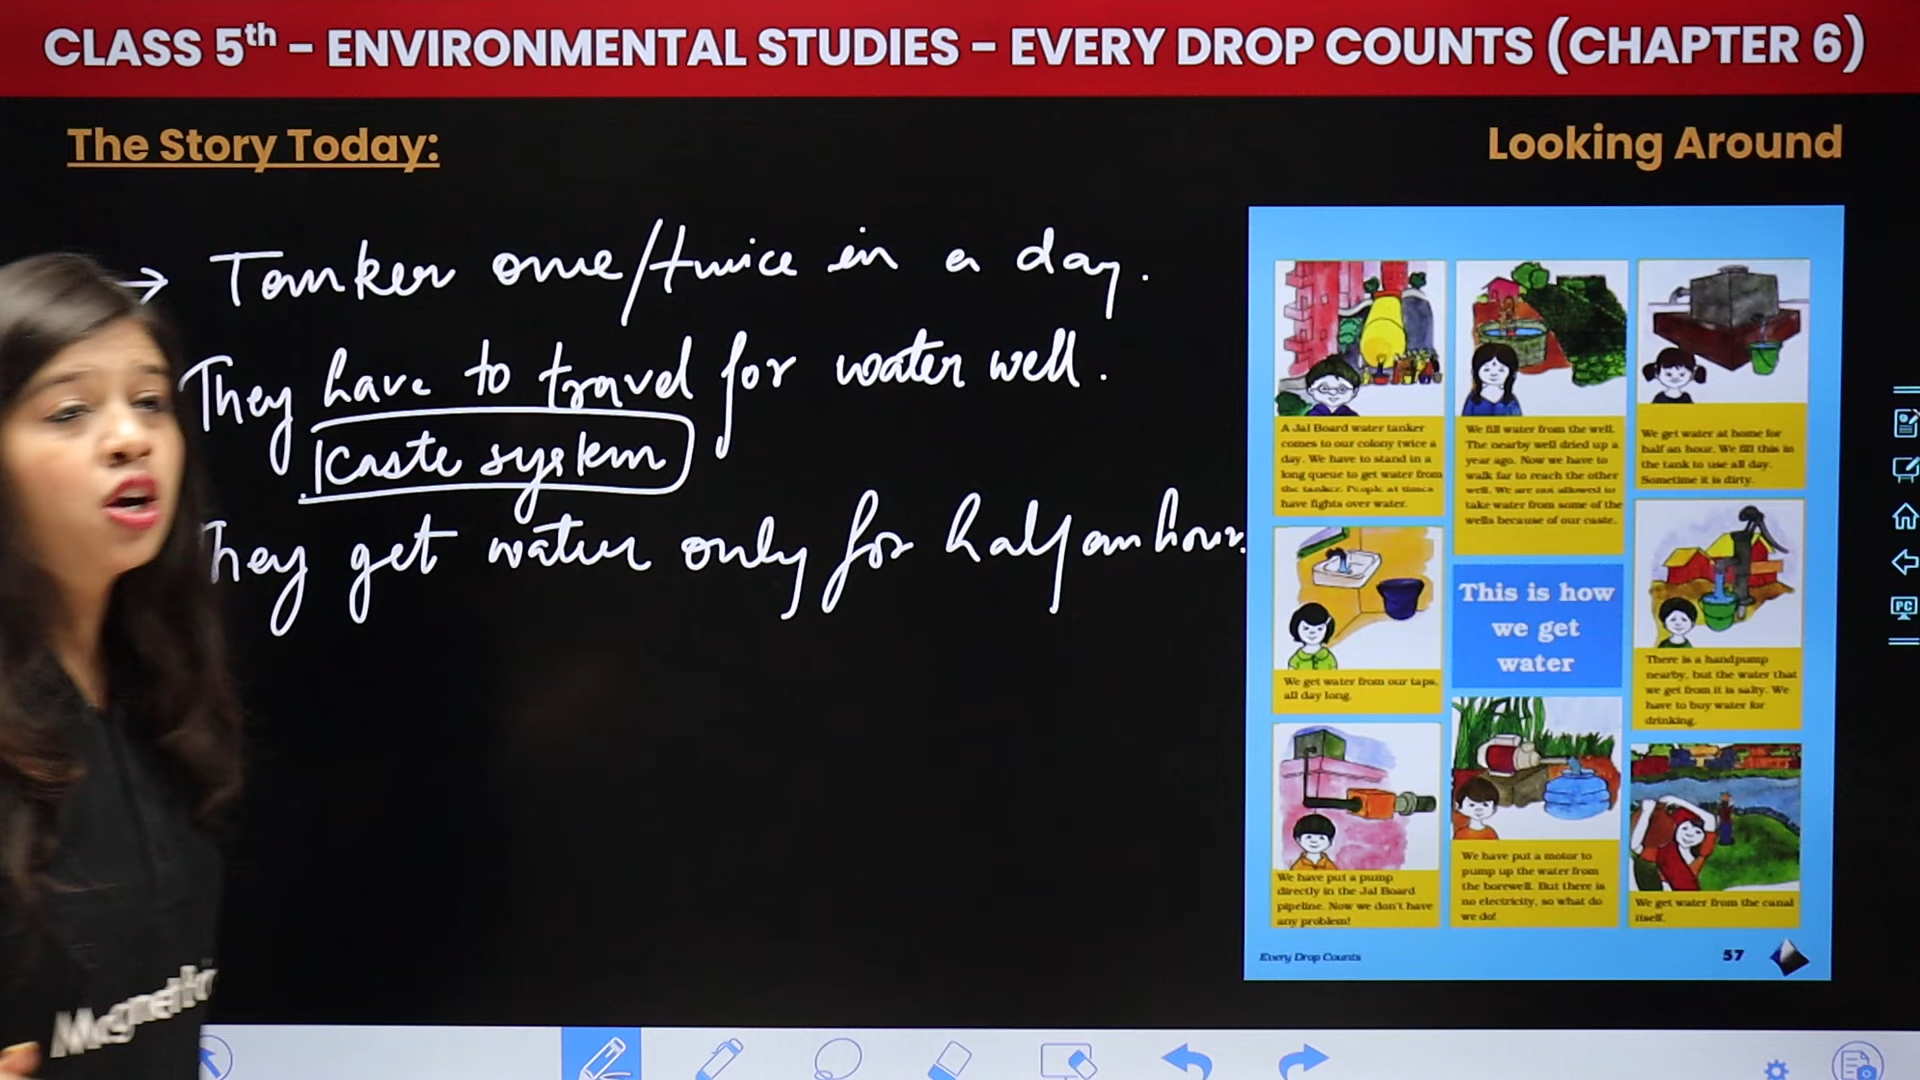 CLASS 5th - ENVIRONMENTAL STUDIES - EVERY DROP COUNTS (CHAPTER 6)
The Story Today:
Looking Around
→ Tanker one/twice in a day.
They have to travel for water well.
Kaste system
They get water only for half an hour.
A Jal Board water tanker
comes to our colony twice a
day. We have to stand in a
long queue to get water from
the tanker. People at times
have fights over water.
We fill water from the well.
The nearby well dried up a
year ago. Now we have to
walk far to reach the other
well. We are not allowed to
take water from some of the
wells because of our caste.
We get water at home for
half an hour. We fill this in
the tank to use all day.
Sometime it is dirty.
We get water from our taps,
all day long.
This is how
we get
water
There is a handpump
nearby, but the water that
we get from it is salty. We
have to buy water for
drinking.
We have put a pump
directly in the Jal Board
pipeline. Now we don't have
any problem!
We have put a motor to
pump up the water from
the borewell. But there is
no electricity, so what do
we do!
We get water from the canal
itself.
Every Drop Counts
57
PC